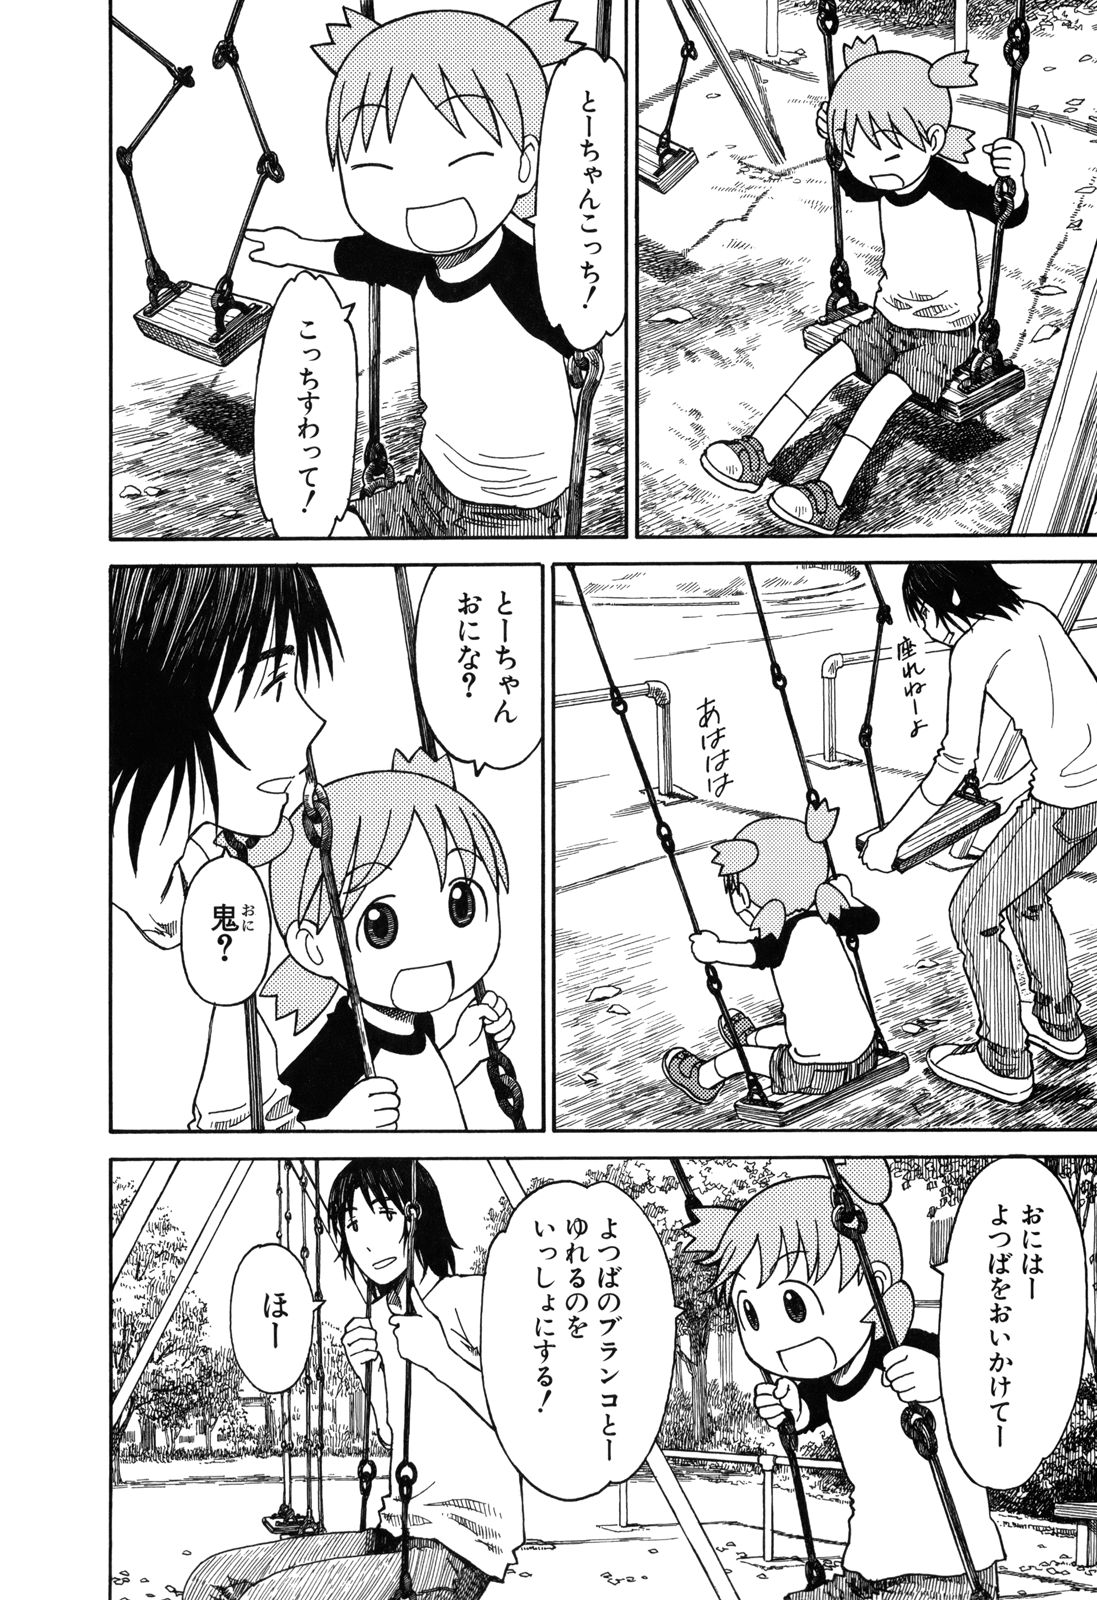 とーちゃんこっち!
こっちすわって!
座れねーよ
あははは
とーちゃん
おにな?
鬼?
おに
おにはー
よつばをおいかけてー
よつばのブランコとー
ゆれるのを
いっしょにする!
ほー